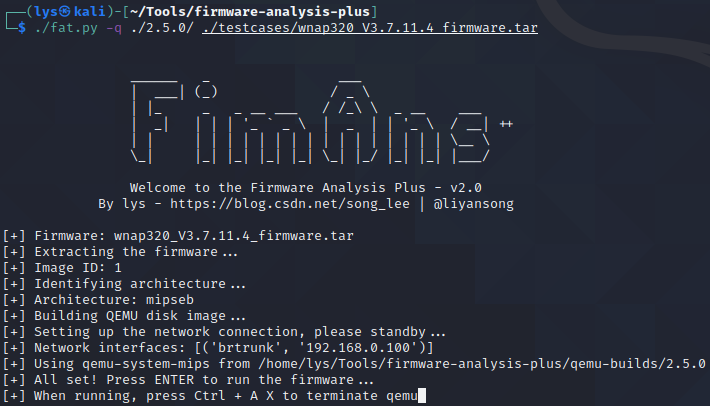 (lys㉿kali)-[~/Tools/firmware-analysis-plus]
$ ./fat.py -q ./2.5.0/ ./testcases/wnap320_V3.7.11.4_firmware.tar
FirmAns ++
Welcome to the Firmware Analysis Plus - v2.0
By lys - https://blog.csdn.net/song_lee | @liyansong
[+] Firmware: wnap320_V3.7.11.4_firmware.tar
[+] Extracting the firmware...
[+] Image ID: 1
[+] Identifying architecture...
[+] Architecture: mipseb
[+] Building QEMU disk image...
[+] Setting up the network connection, please standby...
[+] Network interfaces: [('brtrunk', '192.168.0.100')]
[+] Using qemu-system-mips from /home/lys/Tools/firmware-analysis-plus/qemu-builds/2.5.0
[+] All set! Press ENTER to run the firmware...
[+] When running, press Ctrl + A X to terminate qemu